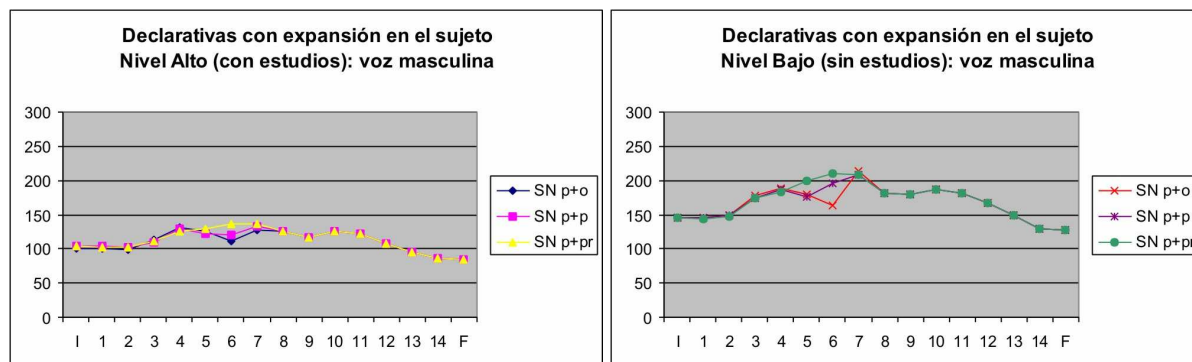 Declarativas con expansión en el sujeto
Nivel Alto (con estudios): voz masculina
300
250
200
150
100
50
0
I 1 2 3 4 5 6 7 8 9 10 11 12 13 14 F
SN p+o
SN p+p
SN p+pr
Declarativas con expansión en el sujeto
Nivel Bajo (sin estudios): voz masculina
300
250
200
150
100
50
0
I 1 2 3 4 5 6 7 8 9 10 11 12 13 14 F
SN p+o
SN p+p
SN p+pr